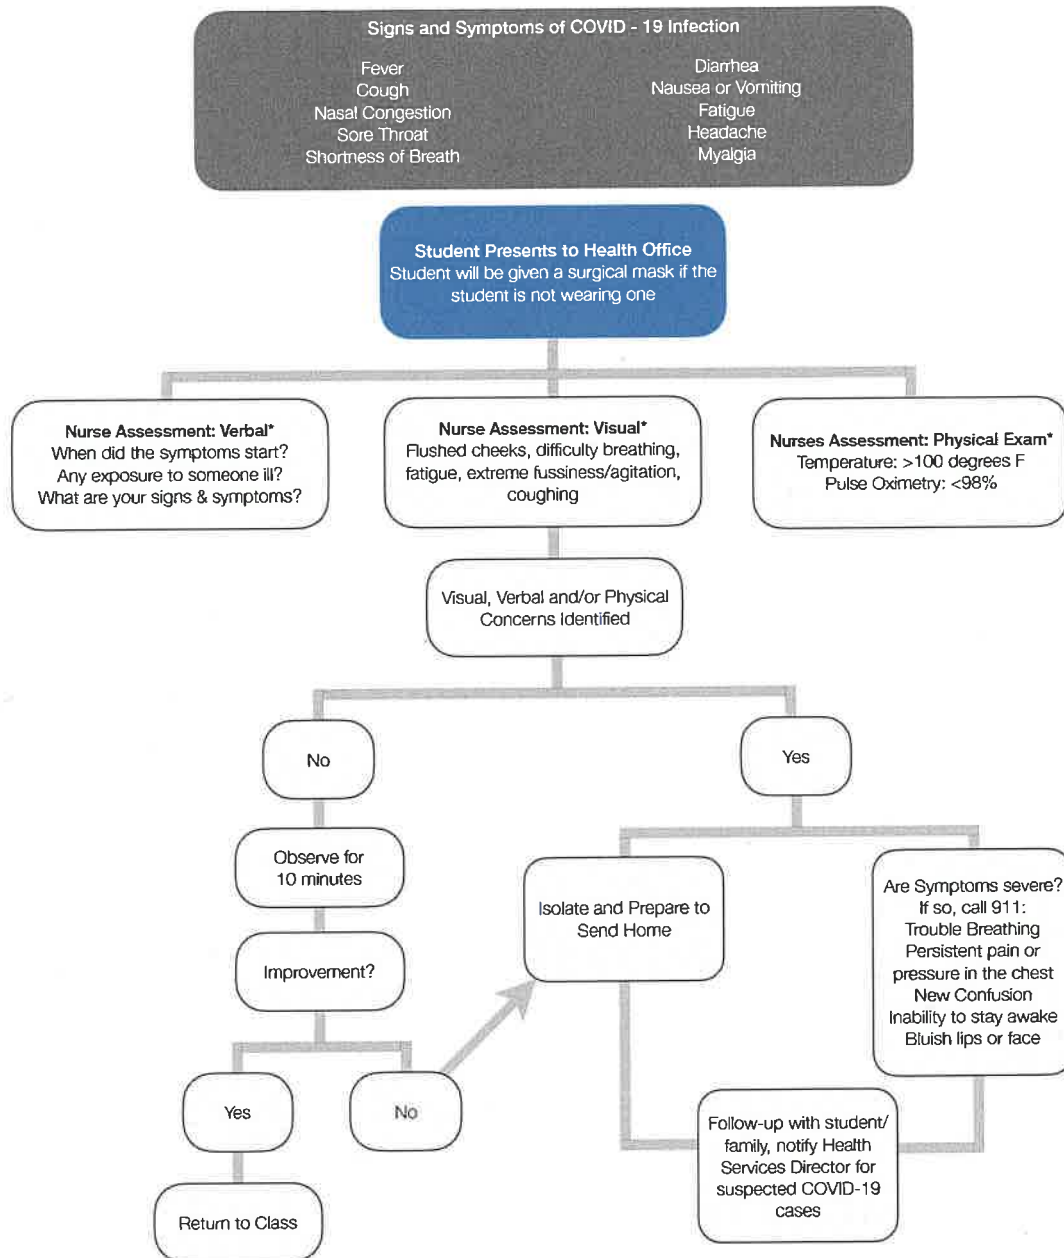 Signs and Symptoms of COVID - 19 Infection
Fever
Cough
Nasal Congestion
Sore Throat
Shortness of Breath
Diarrhea
Nausea or Vomiting
Fatigue
Headache
Myalgia
Student Presents to Health Office
Student will be given a surgical mask if the
student is not wearing one
Nurse Assessment: Verbal*
When did the symptoms start?
Any exposure to someone ill?
What are your signs & symptoms?
Nurse Assessment: Visual*
Flushed cheeks, difficulty breathing,
fatigue, extreme fussiness/agitation,
coughing
Nurses Assessment: Physical Exam*
Temperature: >100 degrees F
Pulse Oximetry: <98%
Visual, Verbal and/or Physical
Concerns Identified
No
Yes
Observe for
10 minutes
Improvement?
Yes
No
Return to Class
Isolate and Prepare to
Send Home
Are Symptoms severe?
If so, call 911:
Trouble Breathing
Persistent pain or
pressure in the chest
New Confusion
Inability to stay awake
Bluish lips or face
Follow-up with student/
family, notify Health
Services Director for
suspected COVID-19
cases